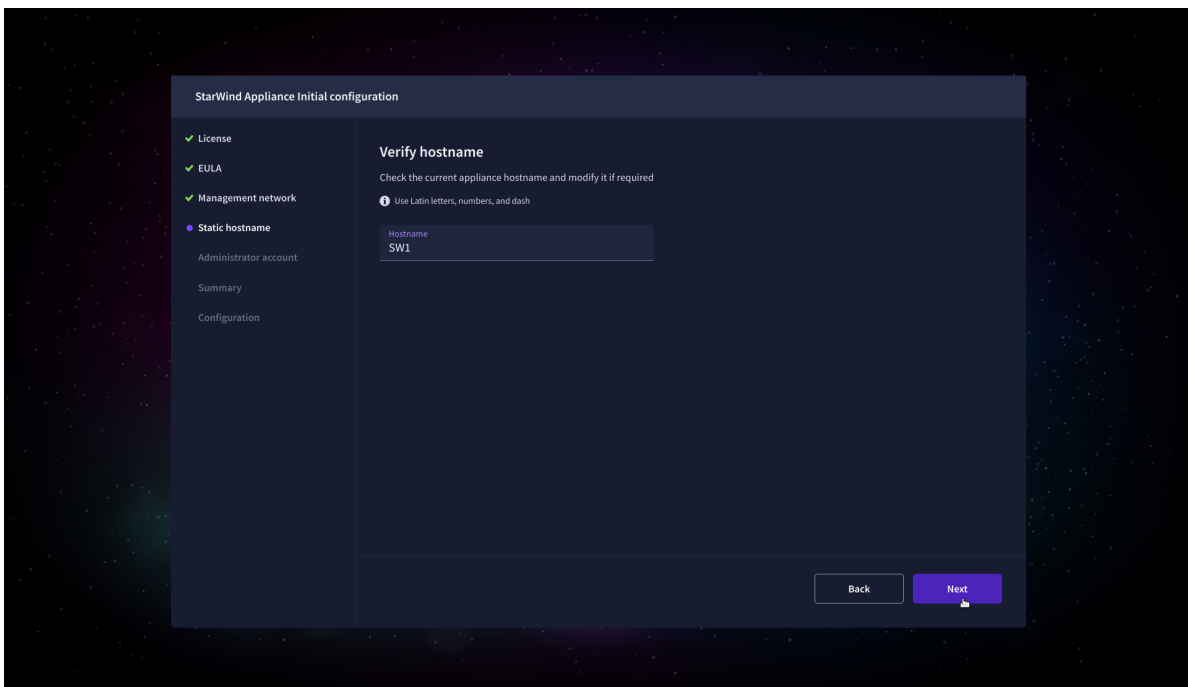 StarWind Appliance Initial configuration
License
EULA
Management network
Static hostname
Administrator account
Summary
Configuration
Verify hostname
Check the current appliance hostname and modify it if required
Use Latin letters, numbers, and dash
Hostname
SW1
Back
Next